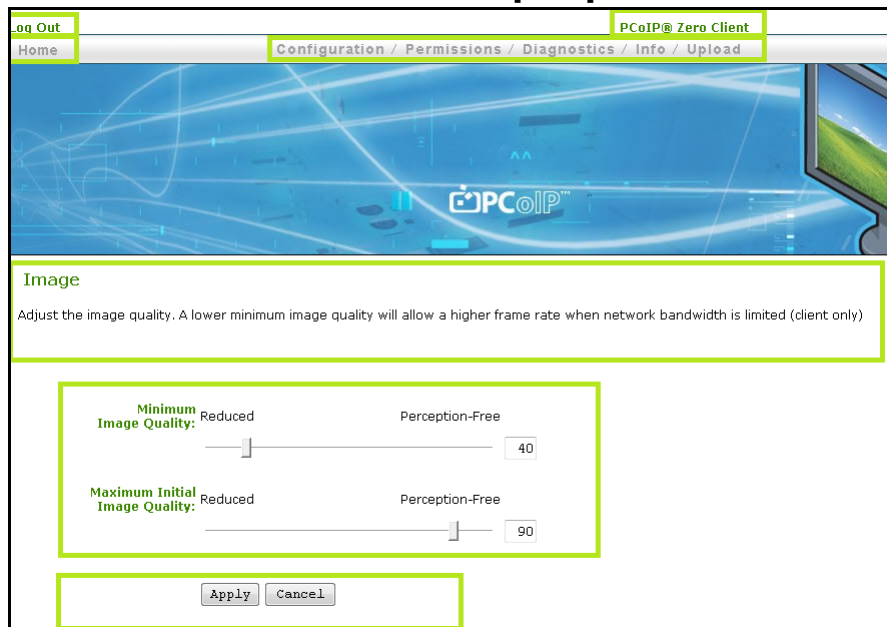 Log Out
PCoIP® Zero Client
Home
Configuration / Permissions / Diagnostics / Info / Upload
PCoIP™
Image
Adjust the image quality. A lower minimum image quality will allow a higher frame rate when network bandwidth is limited (client only)
Minimum
Image Quality:
Reduced Perception-Free
40
Maximum Initial
Image Quality:
Reduced Perception-Free
90
Apply Cancel